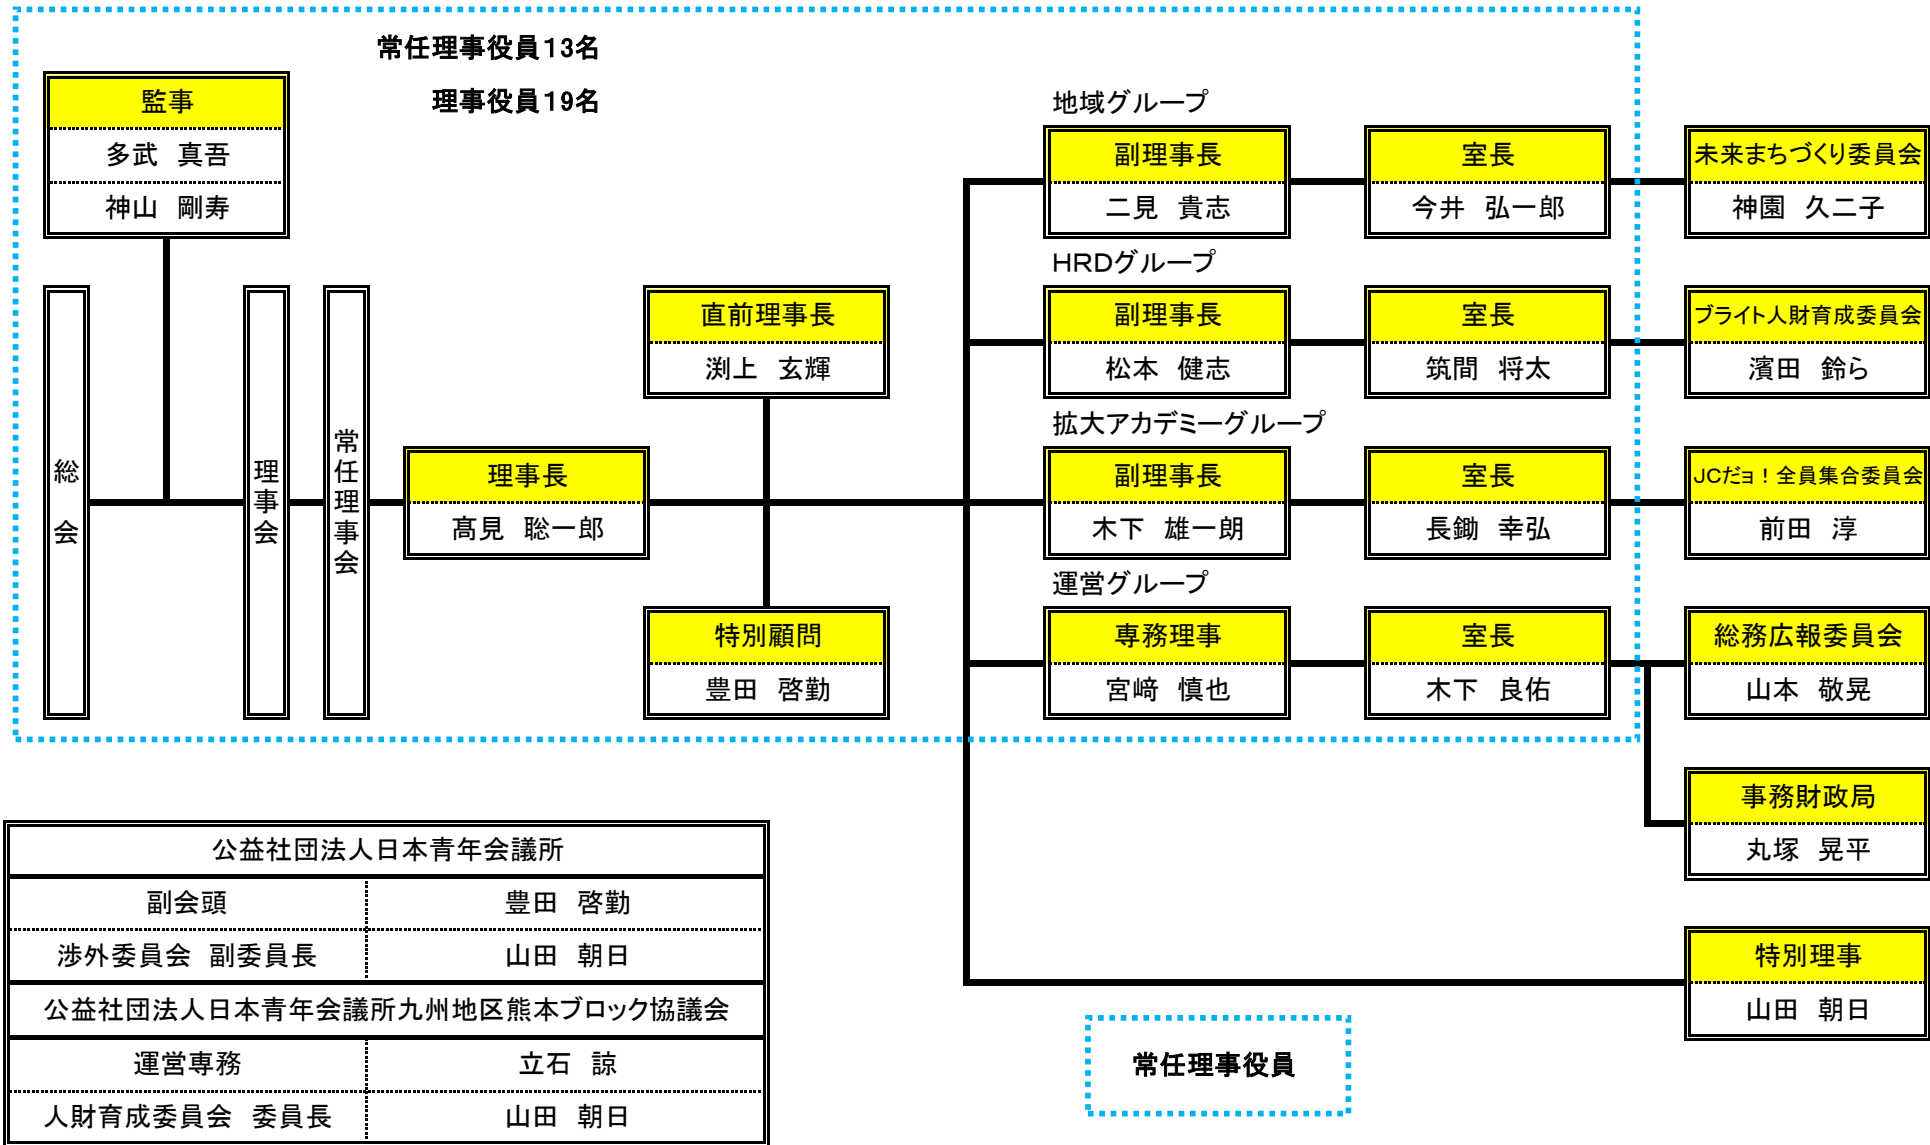 常任理事役員13名
理事役員19名
監事
多武 真吾
神山 剛寿
総会
理事会
常任理事会
理事長
髙見 聡一郎
直前理事長
渕上 玄輝
特別顧問
豊田 啓勤
地域グループ
副理事長
二見 貴志
室長
今井 弘一郎
未来まちづくり委員会
神園 久二子
HRDグループ
副理事長
松本 健志
室長
筑間 将太
ブライト人財育成委員会
濱田 鈴ら
拡大アカデミーグループ
副理事長
木下 雄一朗
室長
長鋤 幸弘
JCだョ！全員集合委員会
前田 淳
運営グループ
専務理事
宮﨑 慎也
室長
木下 良佑
総務広報委員会
山本 敬晃
事務財政局
丸塚 晃平
特別理事
山田 朝日
常任理事役員
公益社団法人日本青年会議所
副会頭 豊田 啓勤
渉外委員会 副委員長 山田 朝日
公益社団法人日本青年会議所九州地区熊本ブロック協議会
運営専務 立石 諒
人財育成委員会 委員長 山田 朝日